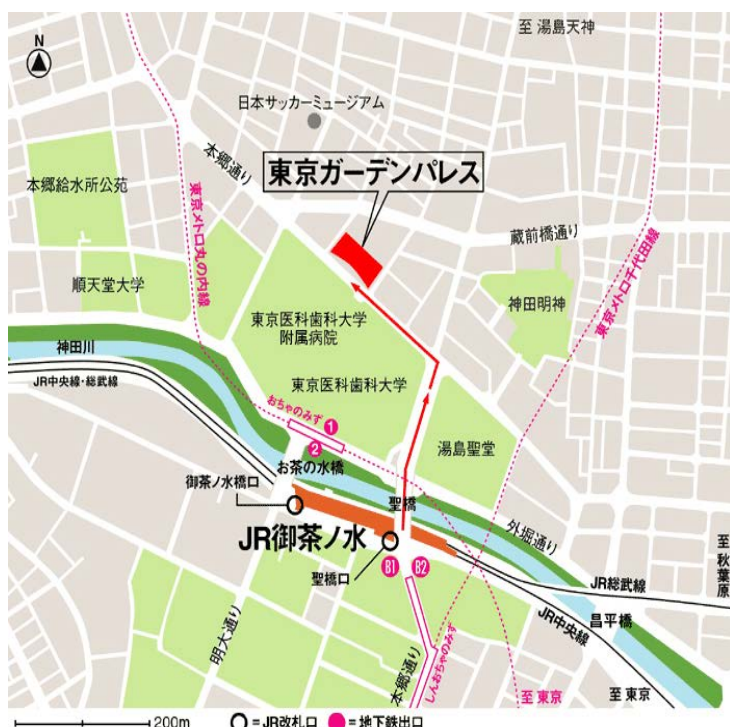 至 湯島天神
N
日本サッカーミュージアム
本郷通り
東京ガーデンパレス
本郷給水所公苑
東京メトロ丸の内線
蔵前橋通り
順天堂大学
東京医科歯科大学
附属病院
神田明神
東京メトロ千代田線
神田川
JR中央線・総武線
東京医科歯科大学
おちゃのみず
1
2
湯島聖堂
お茶の水橋
御茶ノ水橋口
聖橋
外堀通り
JR御茶ノ水
至 秋葉原
聖橋口
B1
B2
JR総武線
JR中央線
昌平橋
明大通り
本郷通り
しんおちゃのみず
至 東京
至 東京
200m
=JR改札口
=地下鉄出口